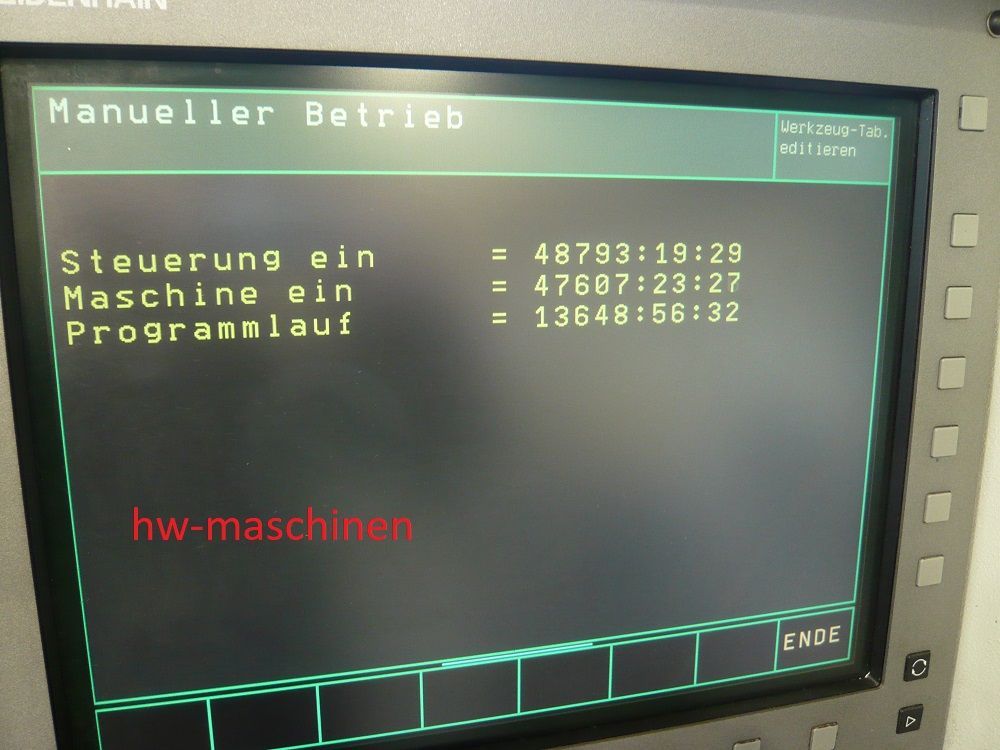 HEIDENHAIN
Manueller Betrieb
Werkzeug-Tab.
editieren
Steuerung ein = 48793:19:29
Maschine ein = 47607:23:27
Programmlauf = 13648:56:32
hw-maschinen
ENDE